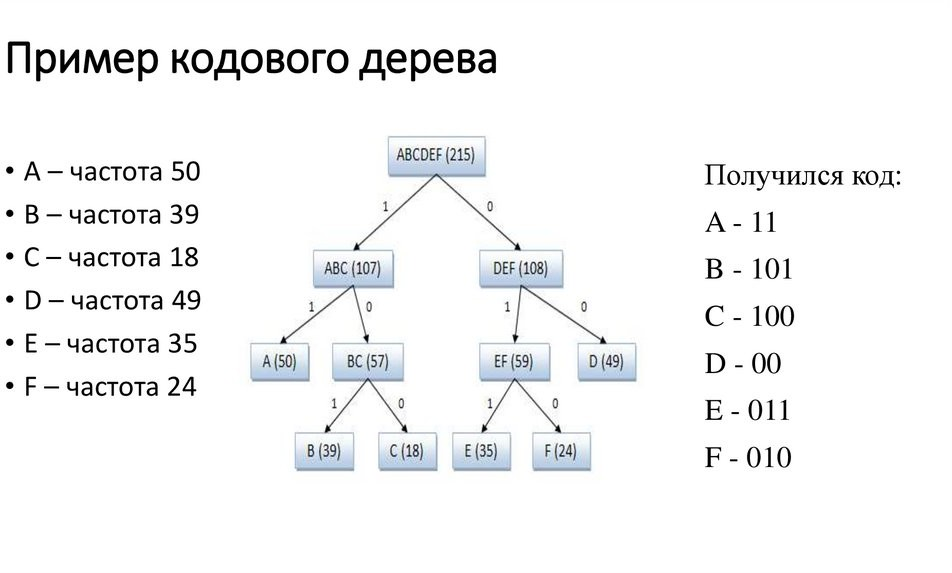 Пример кодового дерева
• A – частота 50
• B – частота 39
• C – частота 18
• D – частота 49
• E – частота 35
• F – частота 24
ABCDEF (215)
1 0
ABC (107) DEF (108)
1 0 1 0
A (50) BC (57) EF (59) D (49)
1 0 1 0
B (39) C (18) E (35) F (24)
Получился код:
A - 11
B - 101
C - 100
D - 00
E - 011
F - 010